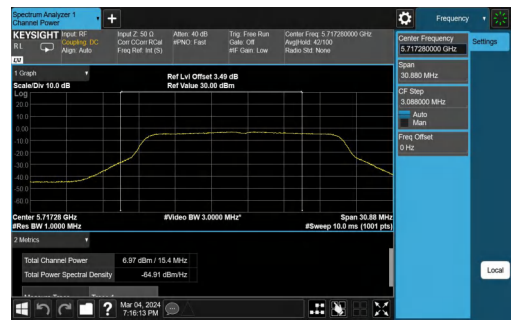 Spectrum Analyzer 1
Channel Power
+
Frequency
KEYSIGHT
RL
Input: RF
Coupling: DC
Align: Auto
Input Z: 50 Ω
Corr CCorr RCal
Freq Ref: Int (S)
Atten: 40 dB
#PNO: Fast
Trig: Free Run
Gate: Off
#IF Gain: Low
Center Freq: 5.717280000 GHz
Avg|Hold: 42/100
Radio Std: None
LV
Center Frequency
5.717280000 GHz
Settings
Span
30.880 MHz
CF Step
3.088000 MHz
Auto
Man
Freq Offset
0 Hz
1 Graph
Scale/Div 10.0 dB
Ref Lvl Offset 3.49 dB
Ref Value 30.00 dBm
Log
20.0
10.0
0.00
-10.0
-20.0
-30.0
-40.0
-50.0
-60.0
Center 5.71728 GHz
#Res BW 1.0000 MHz
#Video BW 3.0000 MHz*
Span 30.88 MHz
#Sweep 10.0 ms (1001 pts)
2 Metrics
Total Channel Power
6.97 dBm / 15.4 MHz
Total Power Spectral Density
-64.91 dBm/Hz
Local
?
Mar 04, 2024
7:16:13 PM